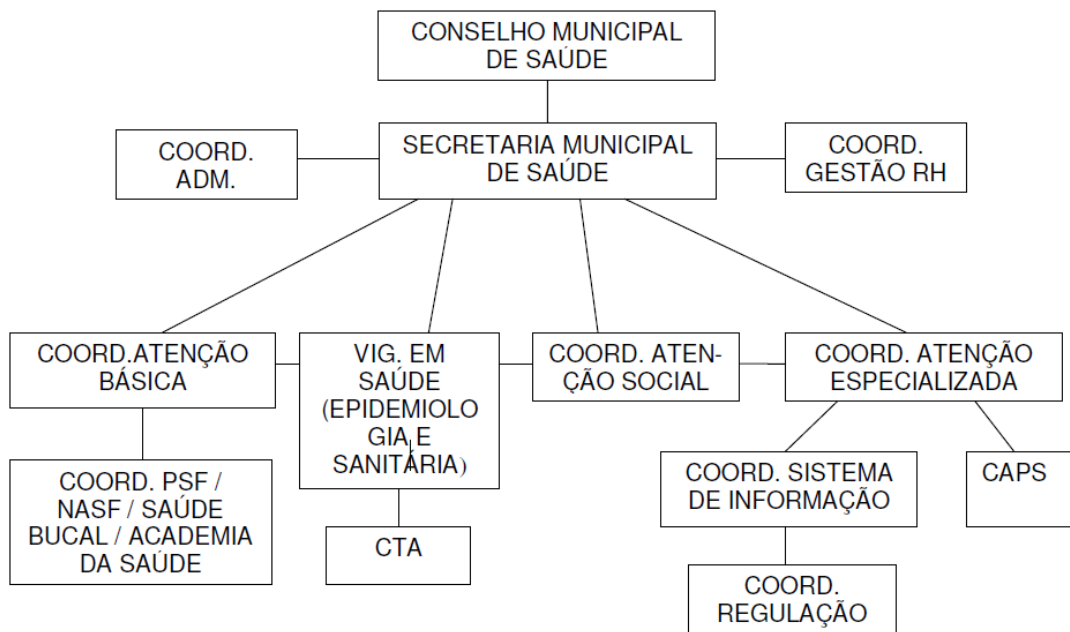 CONSELHO MUNICIPAL
DE SAÚDE
COORD.
ADM.
SECRETARIA MUNICIPAL
DE SAÚDE
COORD.
GESTÃO RH
COORD.ATENÇÃO
BÁSICA
VIG. EM
SAÚDE
(EPIDEMIOLO
GIA E
SANITÁRIA)
COORD. ATEN-
ÇÃO SOCIAL
COORD. ATENÇÃO
ESPECIALIZADA
COORD. PSF /
NASF / SAÚDE
BUCAL / ACADEMIA
DA SAÚDE
CTA
COORD. SISTEMA
DE INFORMAÇÃO
CAPS
COORD.
REGULAÇÃO